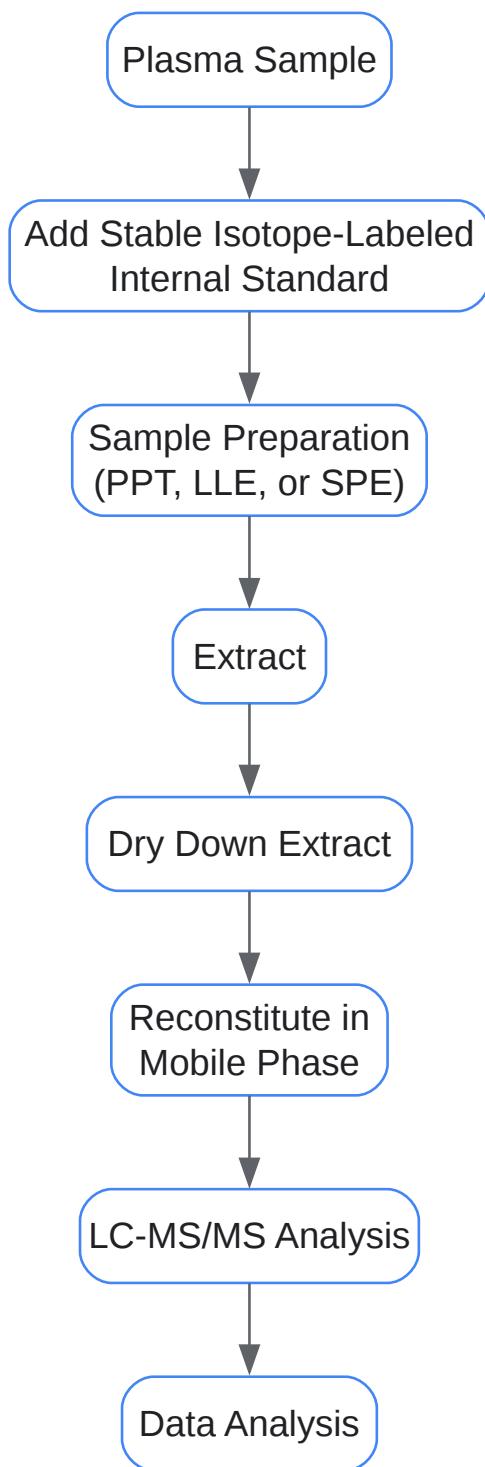 Plasma Sample
Add Stable Isotope-Labeled
Internal Standard
Sample Preparation
(PPT, LLE, or SPE)
Extract
Dry Down Extract
Reconstitute in
Mobile Phase
LC-MS/MS Analysis
Data Analysis